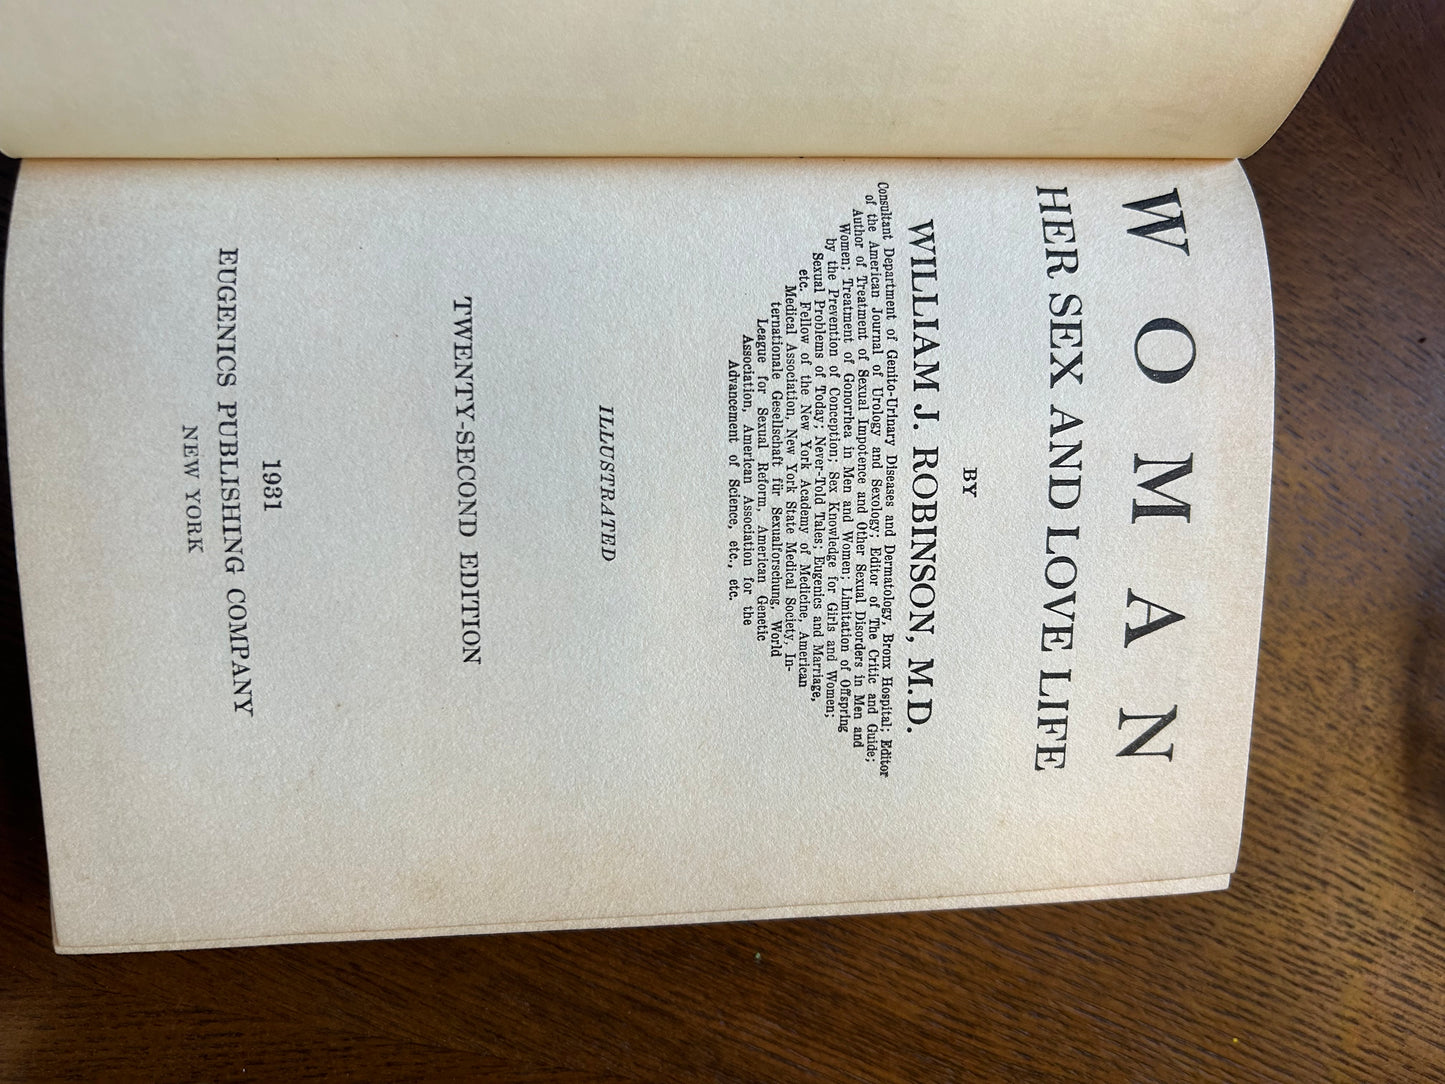 WOMAN
HER SEX AND LOVE LIFE
BY
WILLIAM J. ROBINSON, M.D.
Consultant Department of Genito-Urinary Diseases and Dermatology, Bronx Hospital; Editor
of the American Journal of Urology and Sexology; Editor of The Critic and Guide;
Author of Treatment of Sexual Impotence and Other Sexual Disorders in Men and
Women; Treatment of Gonorrhea in Men and Women; Limitation of Offspring
by the Prevention of Conception; Sex Knowledge for Girls and Women;
Sexual Problems of Today; Never-Told Tales; Eugenics and Marriage,
etc. Fellow of the New York Academy of Medicine, American
Medical Association, New York State Medical Society, In-
ternationale Gesellschaft für Sexualforschung, World
League for Sexual Reform, American Genetic
Association, American Association for the
Advancement of Science, etc., etc.
ILLUSTRATED
TWENTY-SECOND EDITION
1931
EUGENICS PUBLISHING COMPANY
NEW YORK